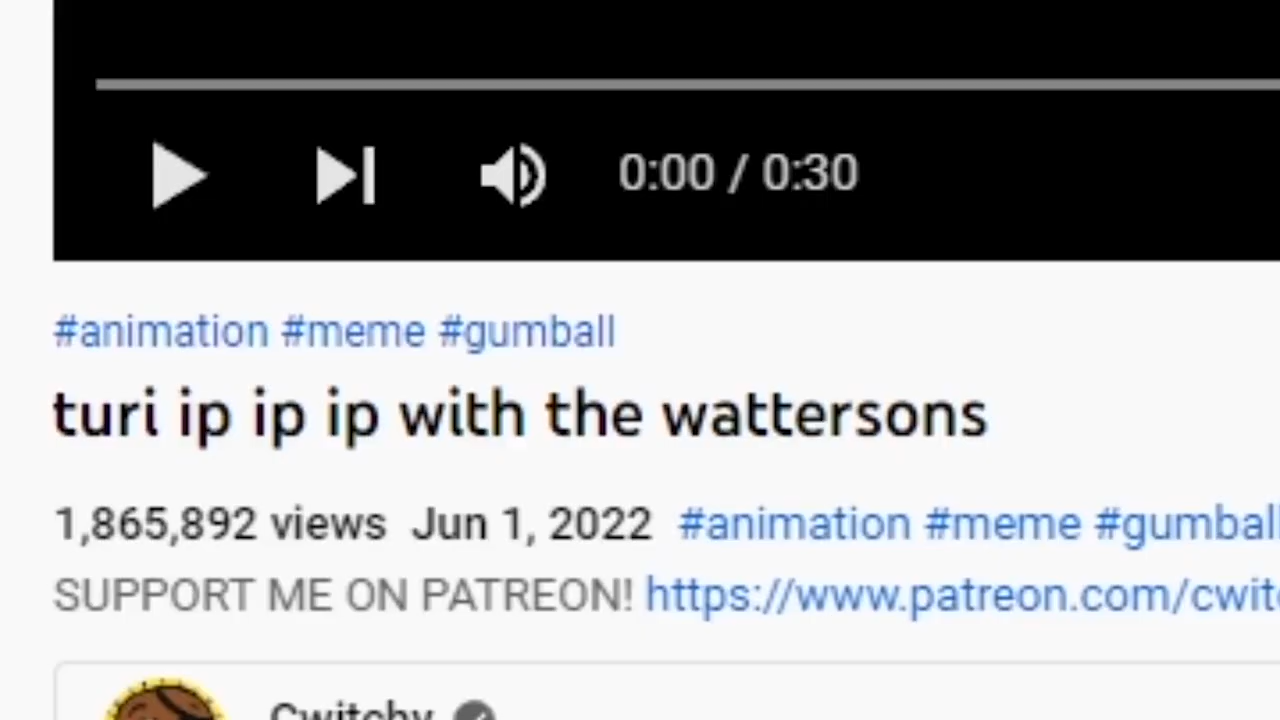 0:00 / 0:30
#animation #meme #gumball
turi ip ip ip with the wattersons
1,865,892 views Jun 1, 2022 #animation #meme #gumball
SUPPORT ME ON PATREON! https://www.patreon.com/cwit
Cwitchy